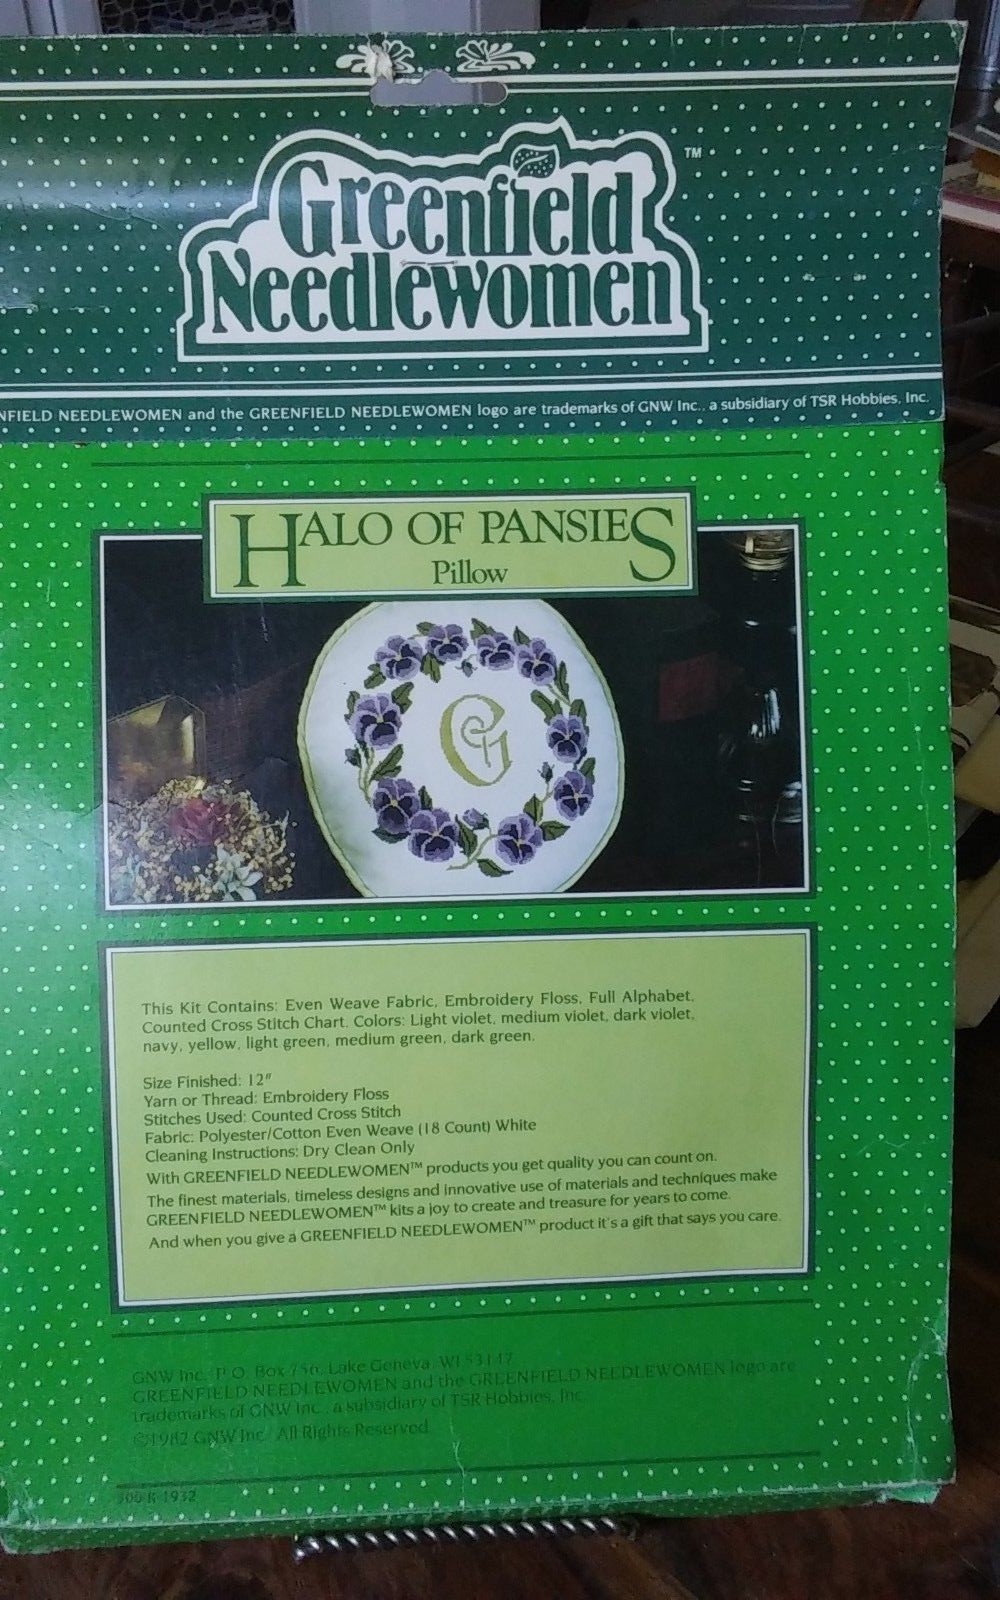 Greenfield
Needlewomen
TM
NFIELD NEEDLEWOMEN and the GREENFIELD NEEDLEWOMEN logo are trademarks of GNW Inc., a subsidiary of TSR Hobbies, Inc.
HALO OF PANSIES
Pillow
G
This Kit Contains: Even Weave Fabric, Embroidery Floss, Full Alphabet,
Counted Cross Stitch Chart. Colors: Light violet, medium violet, dark violet,
navy, yellow, light green, medium green, dark green.
Size Finished: 12"
Yarn or Thread: Embroidery Floss
Stitches Used: Counted Cross Stitch
Fabric: Polyester/Cotton Even Weave (18 Count) White
Cleaning Instructions: Dry Clean Only
With GREENFIELD NEEDLEWOMEN™ products you get quality you can count on.
The finest materials, timeless designs and innovative use of materials and techniques make
GREENFIELD NEEDLEWOMEN™ kits a joy to create and treasure for years to come.
And when you give a GREENFIELD NEEDLEWOMEN™ product it's a gift that says you care.
GNW Inc. P.O. Box 756, Lake Geneva, WI 53147
GREENFIELD NEEDLEWOMEN and the GREENFIELD NEEDLEWOMEN logo are
trademarks of GNW Inc., a subsidiary of TSR Hobbies, Inc.
©1982 GNW Inc. All Rights Reserved.